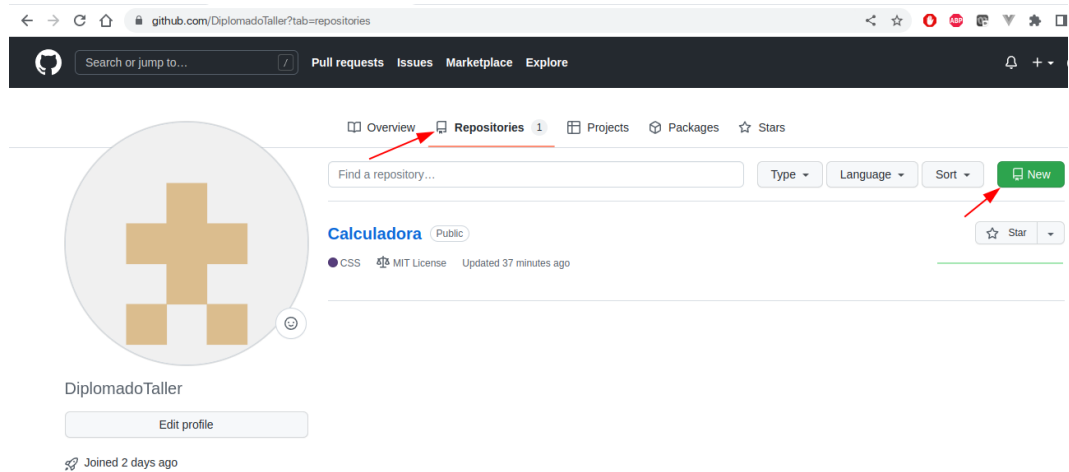 github.com/DiplomadoTaller?tab=repositories
ABP
Search or jump to... / Pull requests Issues Marketplace Explore
Overview Repositories 1 Projects Packages Stars
Find a repository… Type Language Sort New
Calculadora Public Star
CSS MIT License Updated 37 minutes ago
DiplomadoTaller
Edit profile
Joined 2 days ago